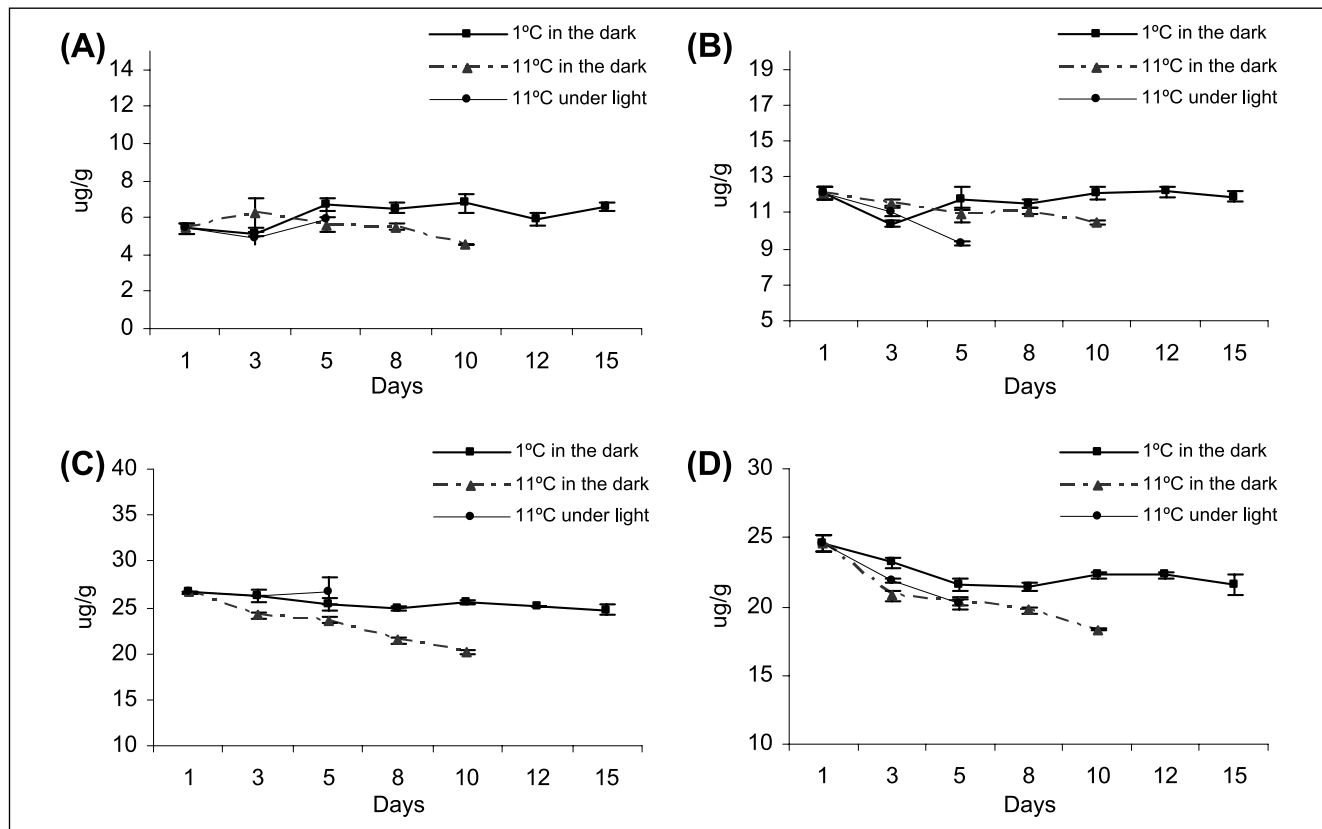 (A)
1ºC in the dark
11ºC in the dark
11ºC under light
14
12
10
8
6
4
2
0
ug/g
1 3 5 8 10 12 15
Days
(B)
1ºC in the dark
11ºC in the dark
11ºC under light
19
17
15
13
11
9
7
5
ug/g
1 3 5 8 10 12 15
Days
(C)
1ºC in the dark
11ºC in the dark
11ºC under light
40
35
30
25
20
15
10
ug/g
1 3 5 8 10 12 15
Days
(D)
1ºC in the dark
11ºC in the dark
11ºC under light
30
25
20
15
10
ug/g
1 3 5 8 10 12 15
Days